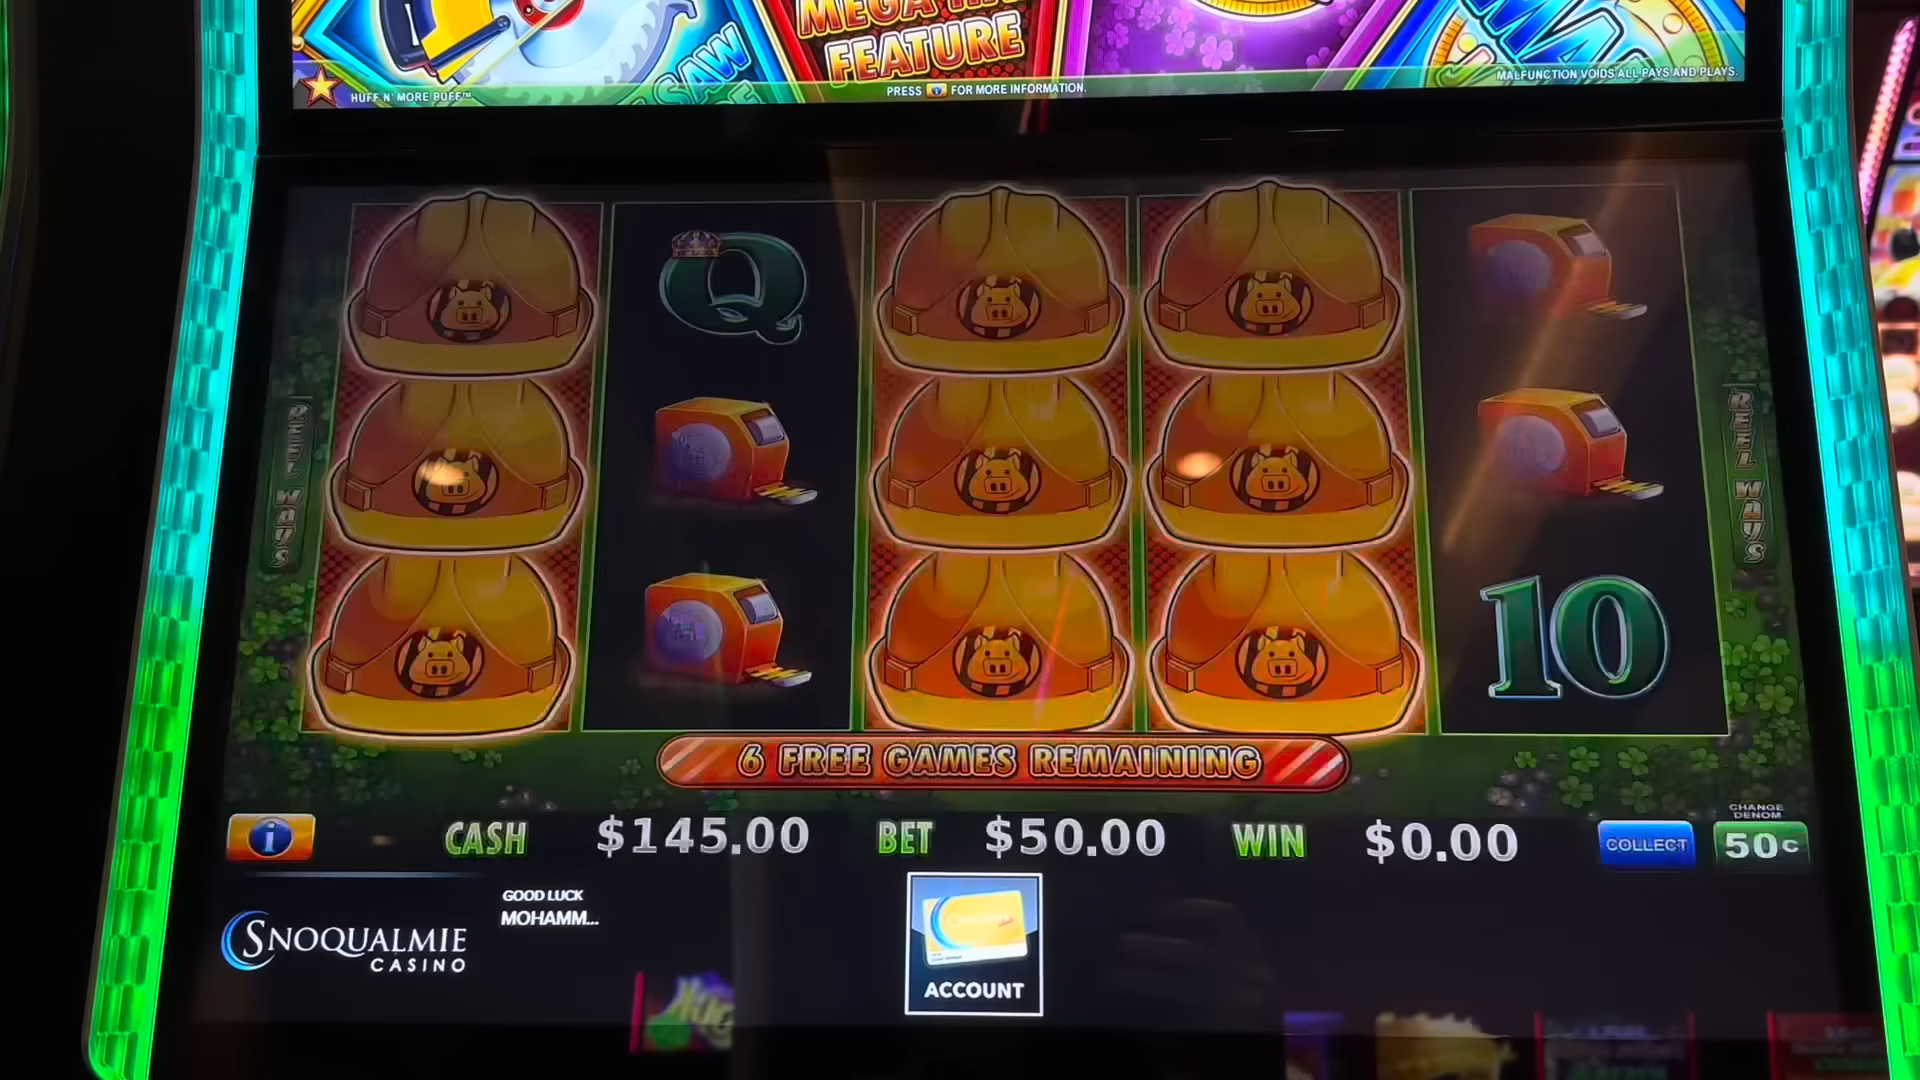 SAW
MEGA
FEATURE
HUFF N' MORE PUFF™
PRESS i FOR MORE INFORMATION.
MALFUNCTION VOIDS ALL PAYS AND PLAYS.
Q
REEL WAYS
REEL WAYS
10
6 FREE GAMES REMAINING
i
CASH $145.00 BET $50.00 WIN $0.00
COLLECT
CHANGE
DENOM
50¢
GOOD LUCK
MOHAMM...
SNOQUALMIE
CASINO
ACCOUNT